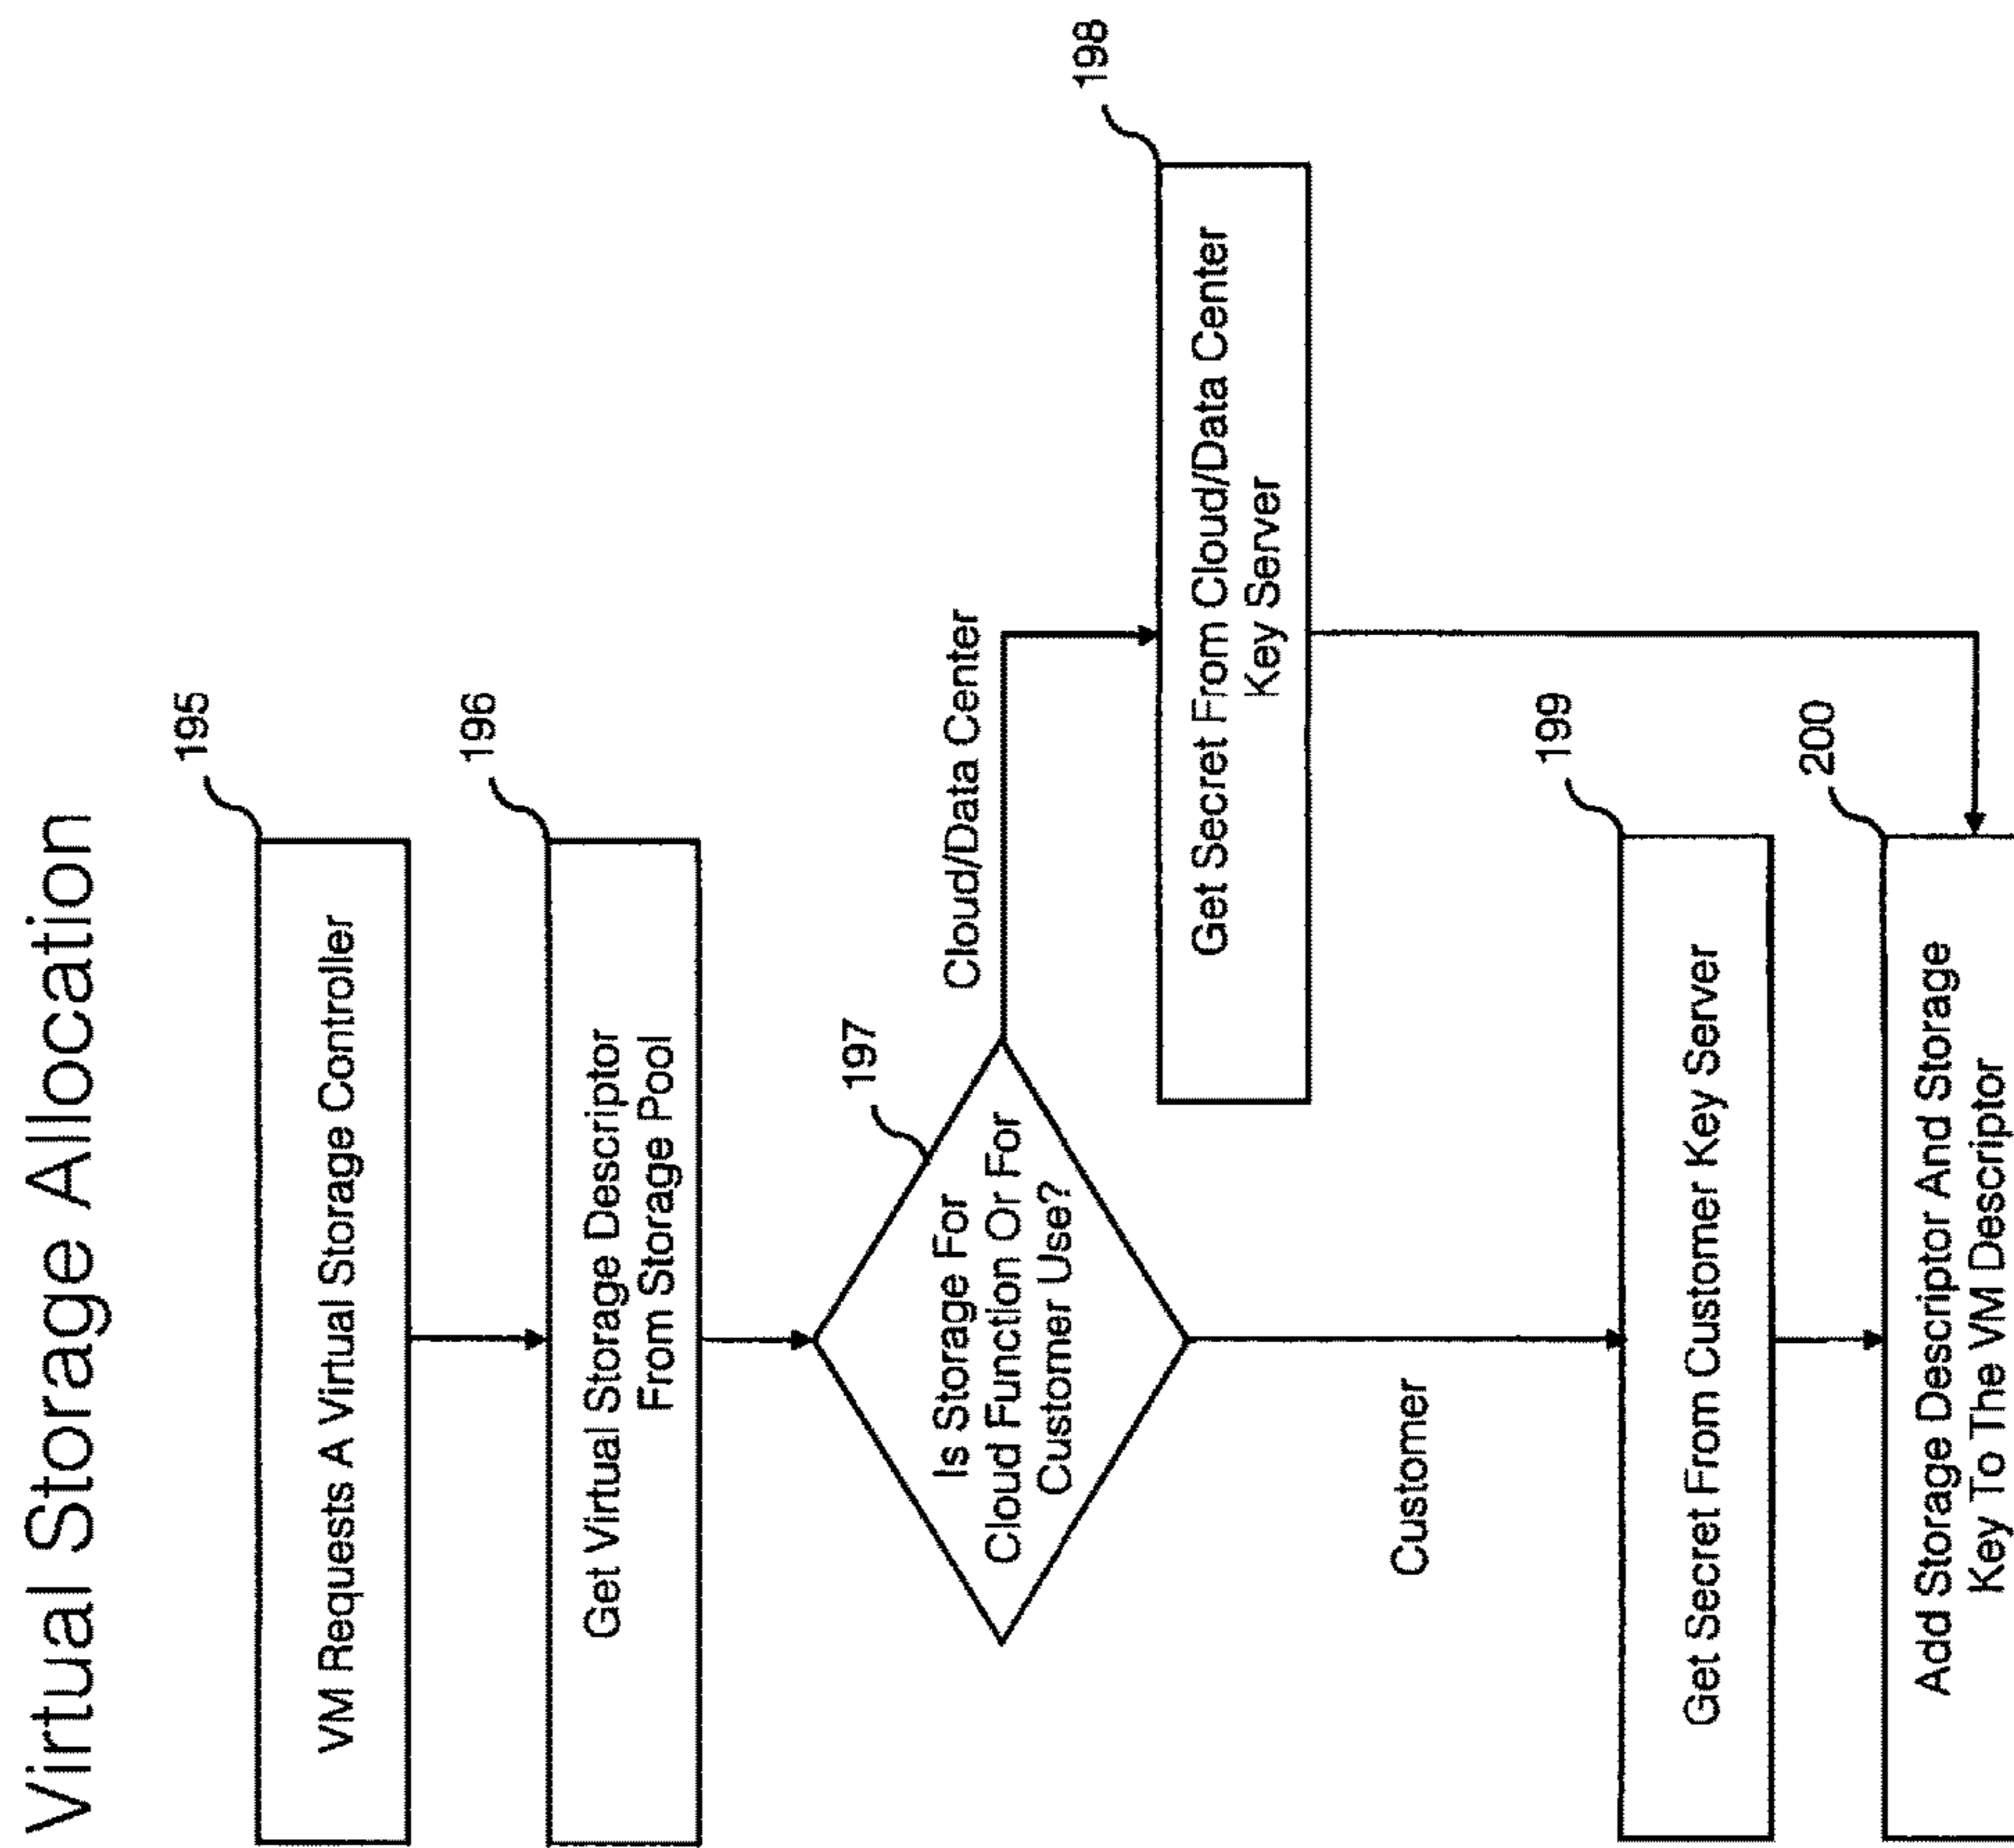 Virtual Storage Allocation
195
VM Requests A Virtual Storage Controller
196
Get Virtual Storage Descriptor
From Storage Pool
197
Is Storage For
Cloud Function Or For
Customer Use?
Cloud/Data Center
198
Get Secret From Cloud/Data Center
Key Server
Customer
199
Get Secret From Customer Key Server
200
Add Storage Descriptor And Storage
Key To The VM Descriptor